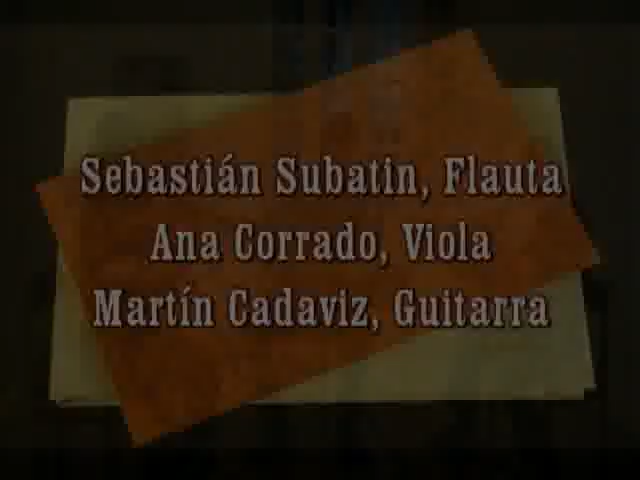 Sebastián Subatin, Flauta
Ana Corrado, Viola
Martín Cadaviz, Guitarra